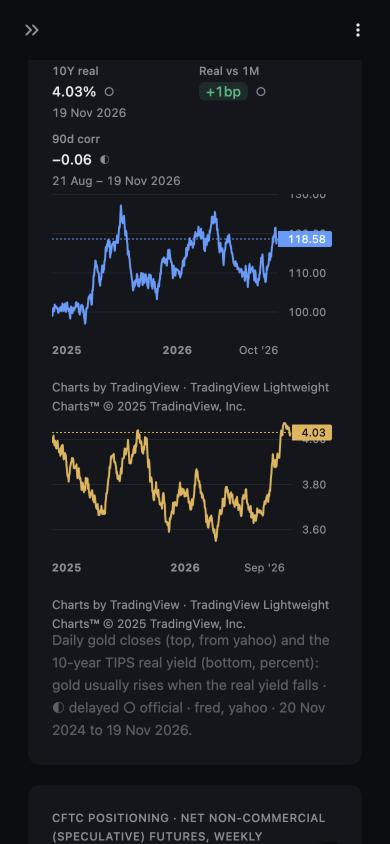 10Y real
Real vs 1M
4.03%
+1bp
19 Nov 2026
90d corr
−0.06
21 Aug – 19 Nov 2026
130.00
118.58
110.00
100.00
2025 2026 Oct '26
Charts by TradingView · TradingView Lightweight
Charts™ © 2025 TradingView, Inc.
4.03
3.80
3.60
2025 2026 Sep '26
Charts by TradingView · TradingView Lightweight
Charts™ © 2025 TradingView, Inc.
Daily gold closes (top, from yahoo) and the
10-year TIPS real yield (bottom, percent):
gold usually rises when the real yield falls ·
◐ delayed ○ official · fred, yahoo · 20 Nov
2024 to 19 Nov 2026.
CFTC POSITIONING · NET NON-COMMERCIAL
(SPECULATIVE) FUTURES, WEEKLY